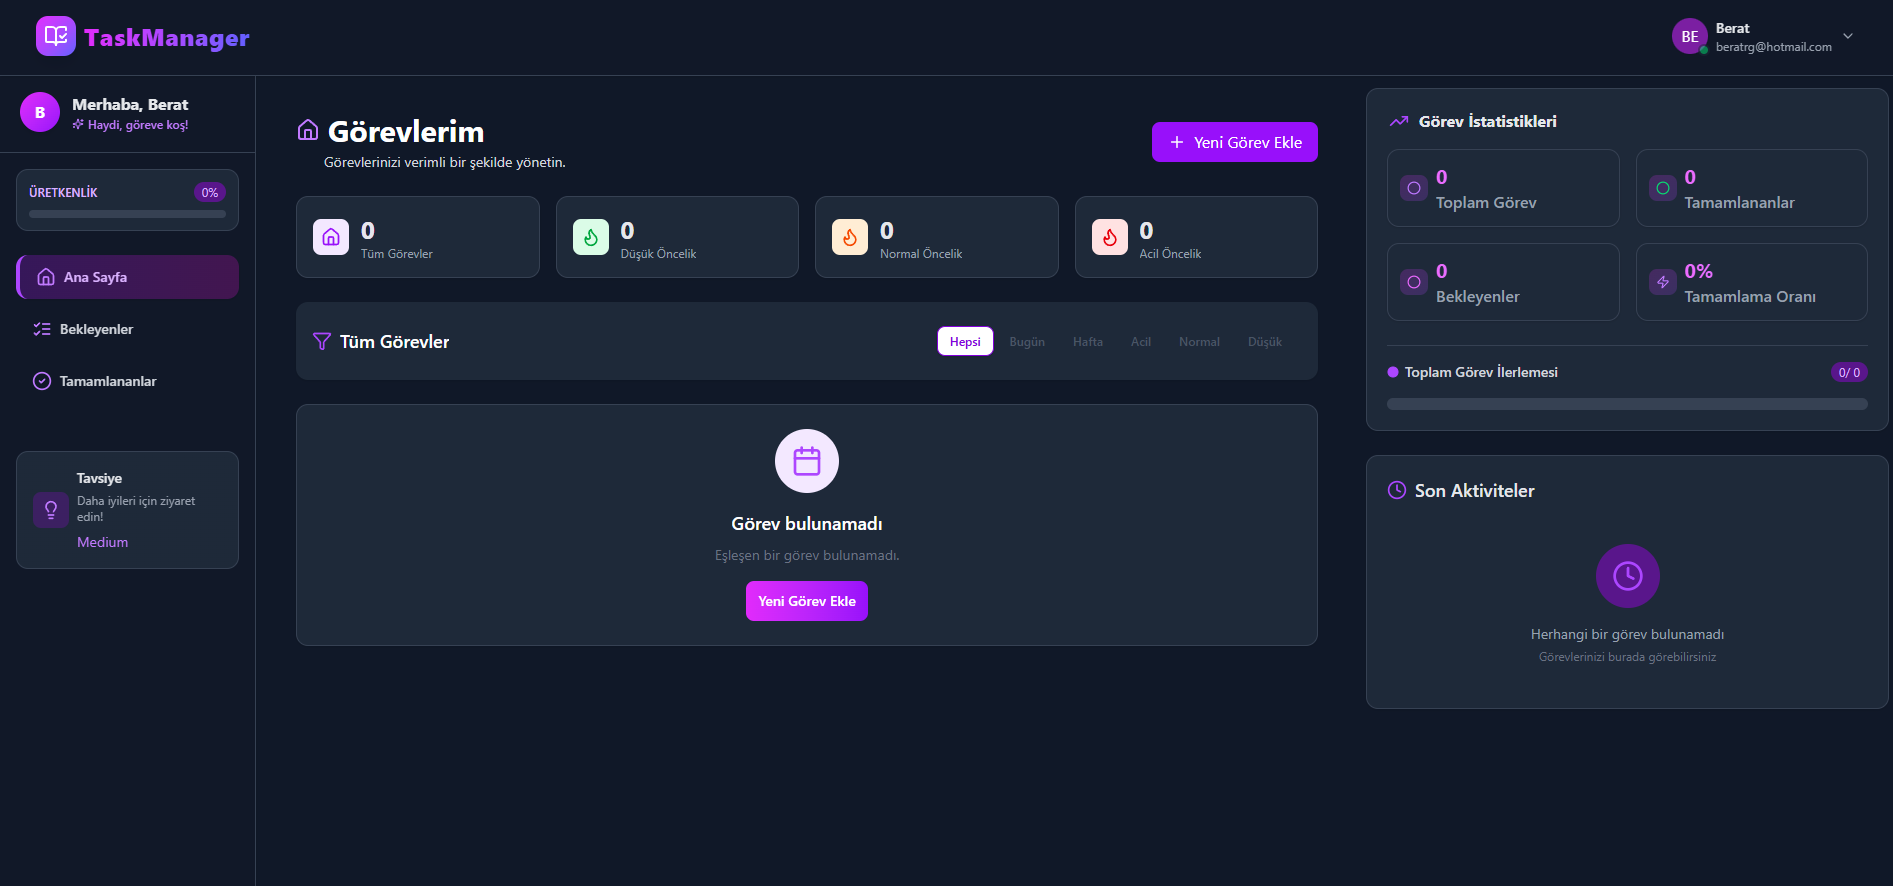 TaskManager
BE
Berat
beratrg@hotmail.com
B
Merhaba, Berat
Haydi, göreve koş!
ÜRETKENLİK
0%
Ana Sayfa
Bekleyenler
Tamamlananlar
Tavsiye
Daha iyileri için ziyaret
edin!
Medium
Görevlerim
Görevlerinizi verimli bir şekilde yönetin.
Yeni Görev Ekle
0
Tüm Görevler
0
Düşük Öncelik
0
Normal Öncelik
0
Acil Öncelik
Tüm Görevler
Hepsi
Bugün
Hafta
Acil
Normal
Düşük
Görev bulunamadı
Eşleşen bir görev bulunamadı.
Yeni Görev Ekle
Görev İstatistikleri
0
Toplam Görev
0
Tamamlananlar
0
Bekleyenler
0%
Tamamlama Oranı
Toplam Görev İlerlemesi
0/ 0
Son Aktiviteler
Herhangi bir görev bulunamadı
Görevlerinizi burada görebilirsiniz